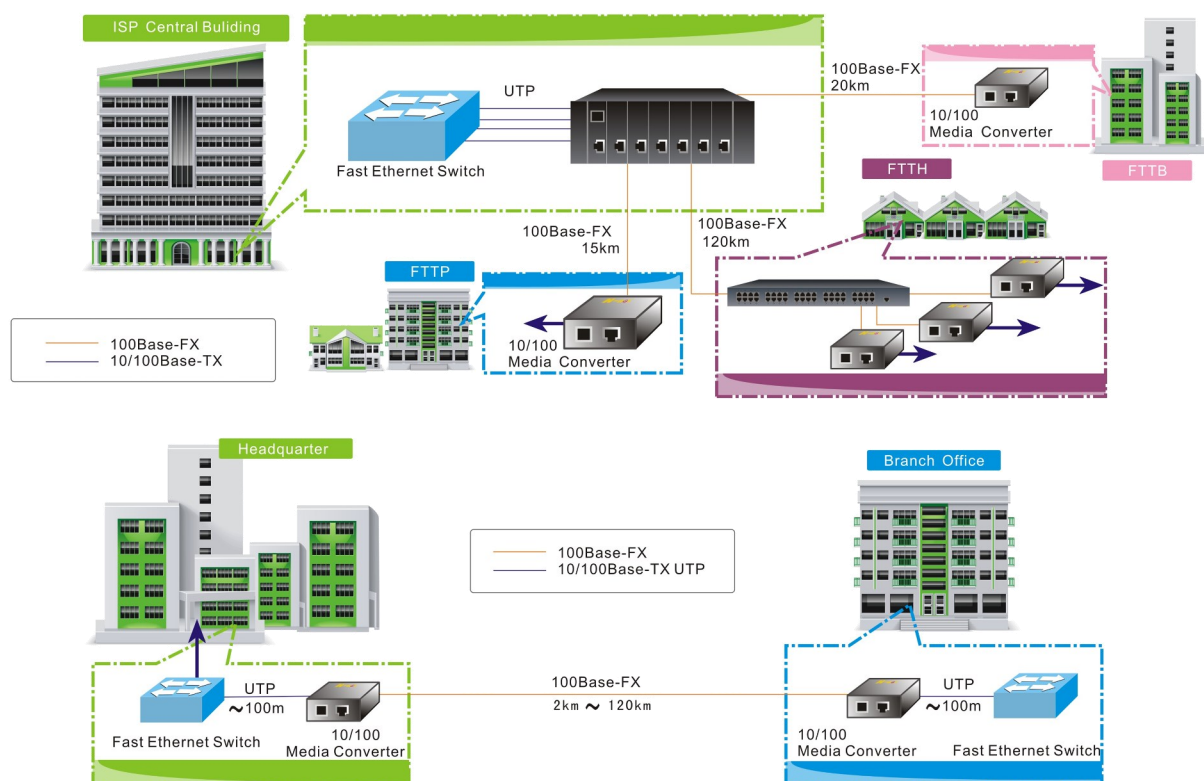 ISP Central Buliding
UTP
Fast Ethernet Switch
100Base-FX
20km
10/100
Media Converter
FTTB
FTTH
100Base-FX
15km
100Base-FX
120km
FTTP
10/100
Media Converter
100Base-FX
10/100Base-TX
Headquarter
Branch Office
100Base-FX
10/100Base-TX UTP
UTP
~100m
Fast Ethernet Switch
10/100
Media Converter
100Base-FX
2km ~ 120km
UTP
~100m
10/100
Media Converter
Fast Ethernet Switch